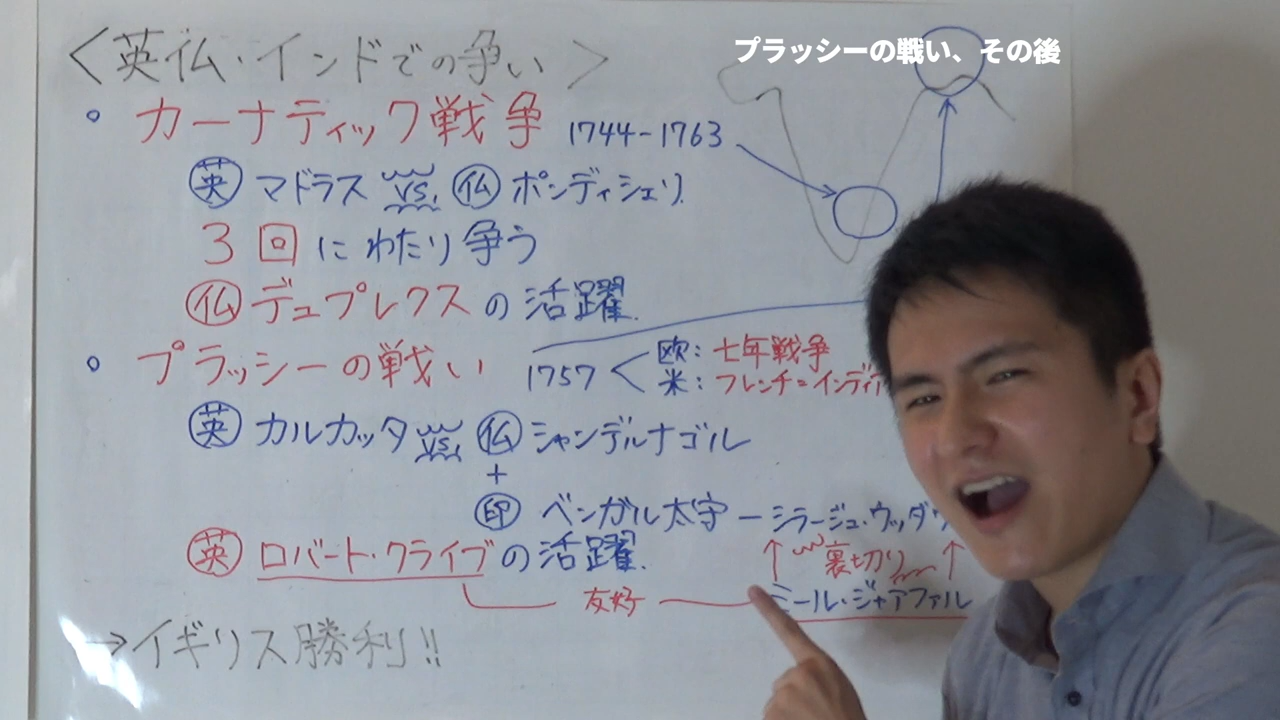 プラッシーの戦い、その後
＜英仏・インドでの争い＞
・カーナティック戦争 1744-1763
英 マドラス VS. 仏 ポンディシェリ
3回にわたり争う
仏 デュプレクスの活躍.
・プラッシーの戦い 1757 < 欧: 七年戦争
米: フレンチ=インディア
英 カルカッタ VS. 仏 シャンデルナゴル
+
印 ベンガル太守 ー シラージュ・ウッダウ
英 ロバート・クライブの活躍.
↑ 裏切り ↑
友好
ミール・ジャアファル
→イギリス勝利!!